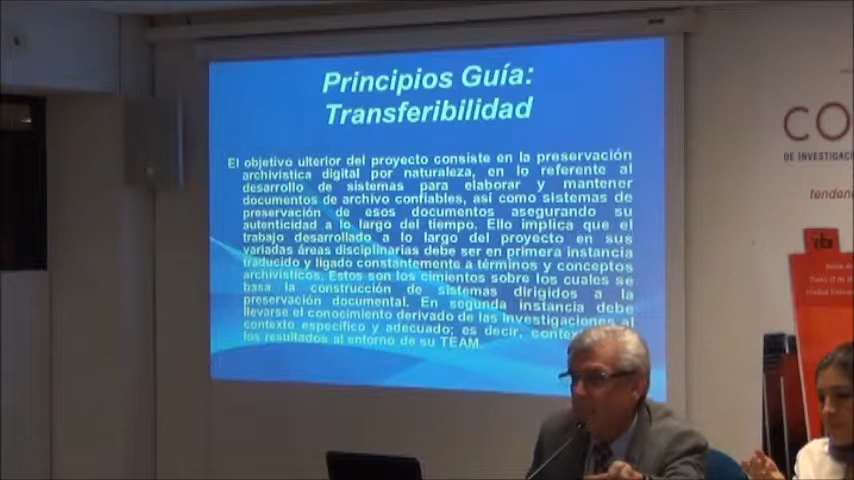 Principios Guía:
Transferibilidad
El objetivo ulterior del proyecto consiste en la preservación
archivística digital por naturaleza, en lo referente al
desarrollo de sistemas para elaborar y mantener
documentos de archivo confiables, así como sistemas de
preservación de esos documentos asegurando su
autenticidad a lo largo del tiempo. Ello implica que el
trabajo desarrollado a lo largo del proyecto en sus
variadas áreas disciplinarias debe ser en primera instancia
traducido y ligado constantemente a términos y conceptos
archivísticos. Estos son los cimientos sobre los cuales se
basa la construcción de sistemas dirigidos a la
preservación documental. En segunda instancia debe
llevarse el conocimiento derivado de las investigaciones al
contexto específico y adecuado; es decir,
los resultados al entorno de su TEAM.
CO
DE INVESTIGAC
tenden